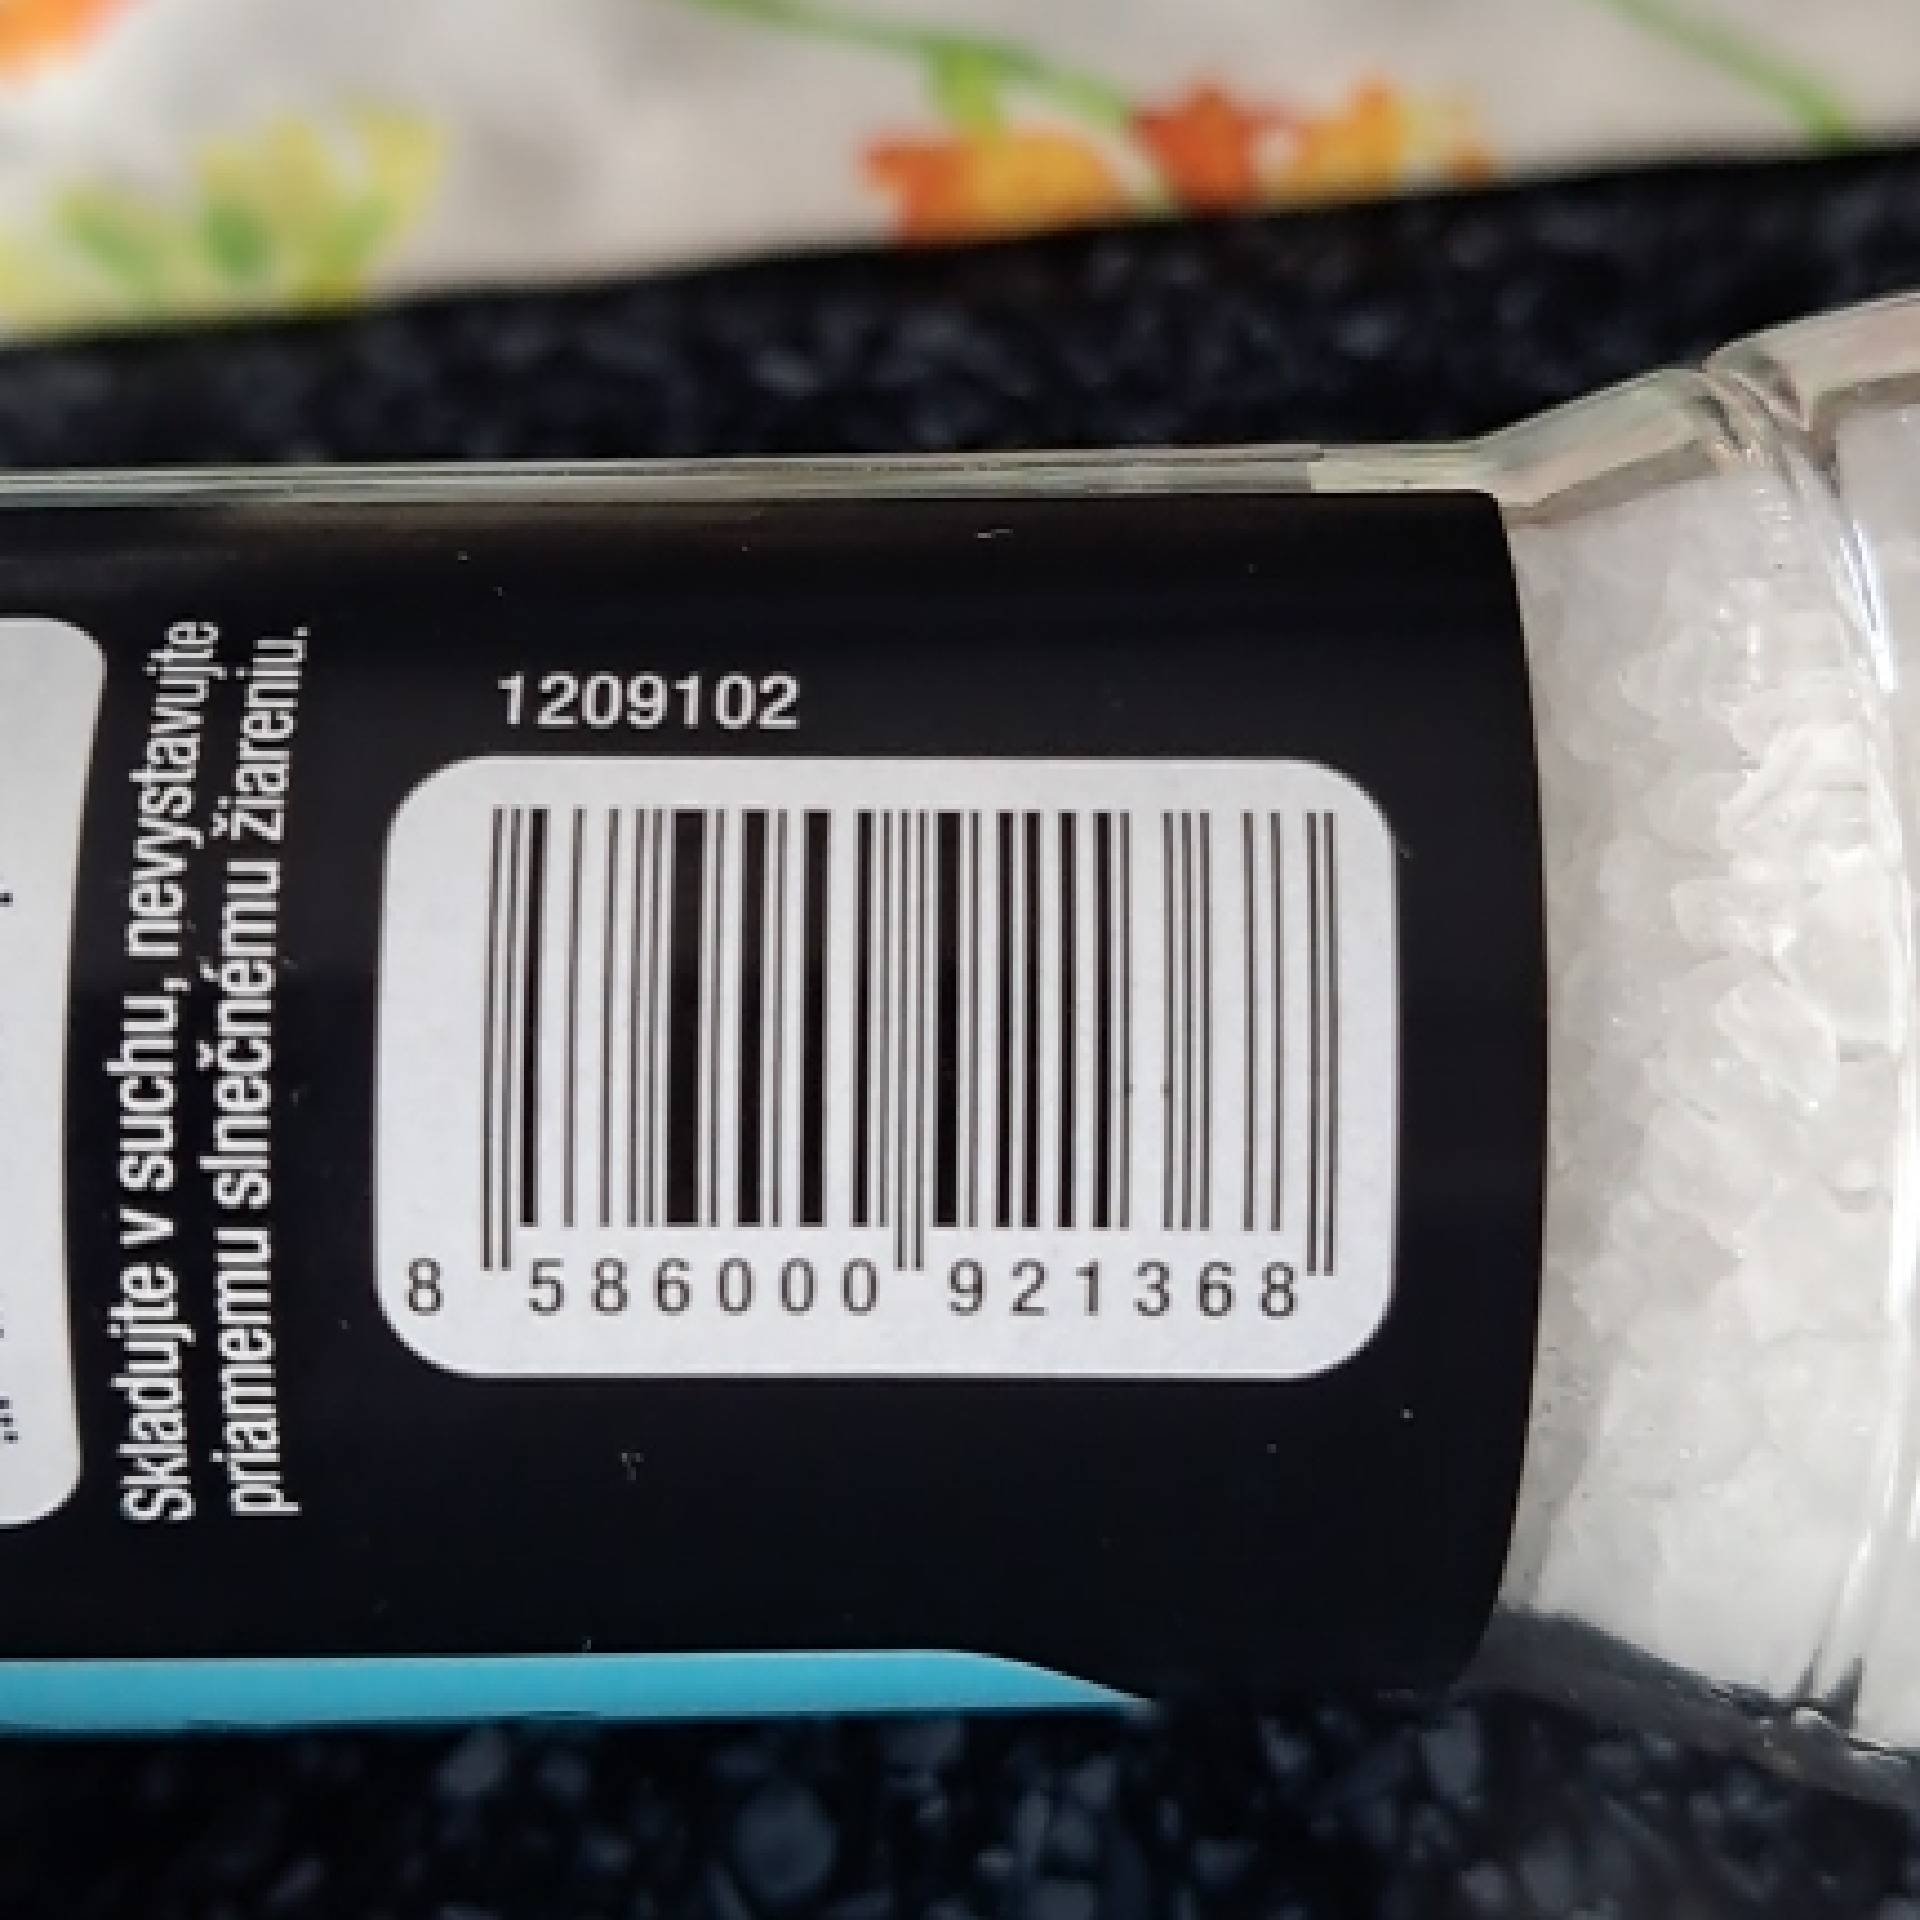 Skladujte v suchu, nevystavujte
priamemu slnečnému žiareniu.
1209102
8 586000 921368